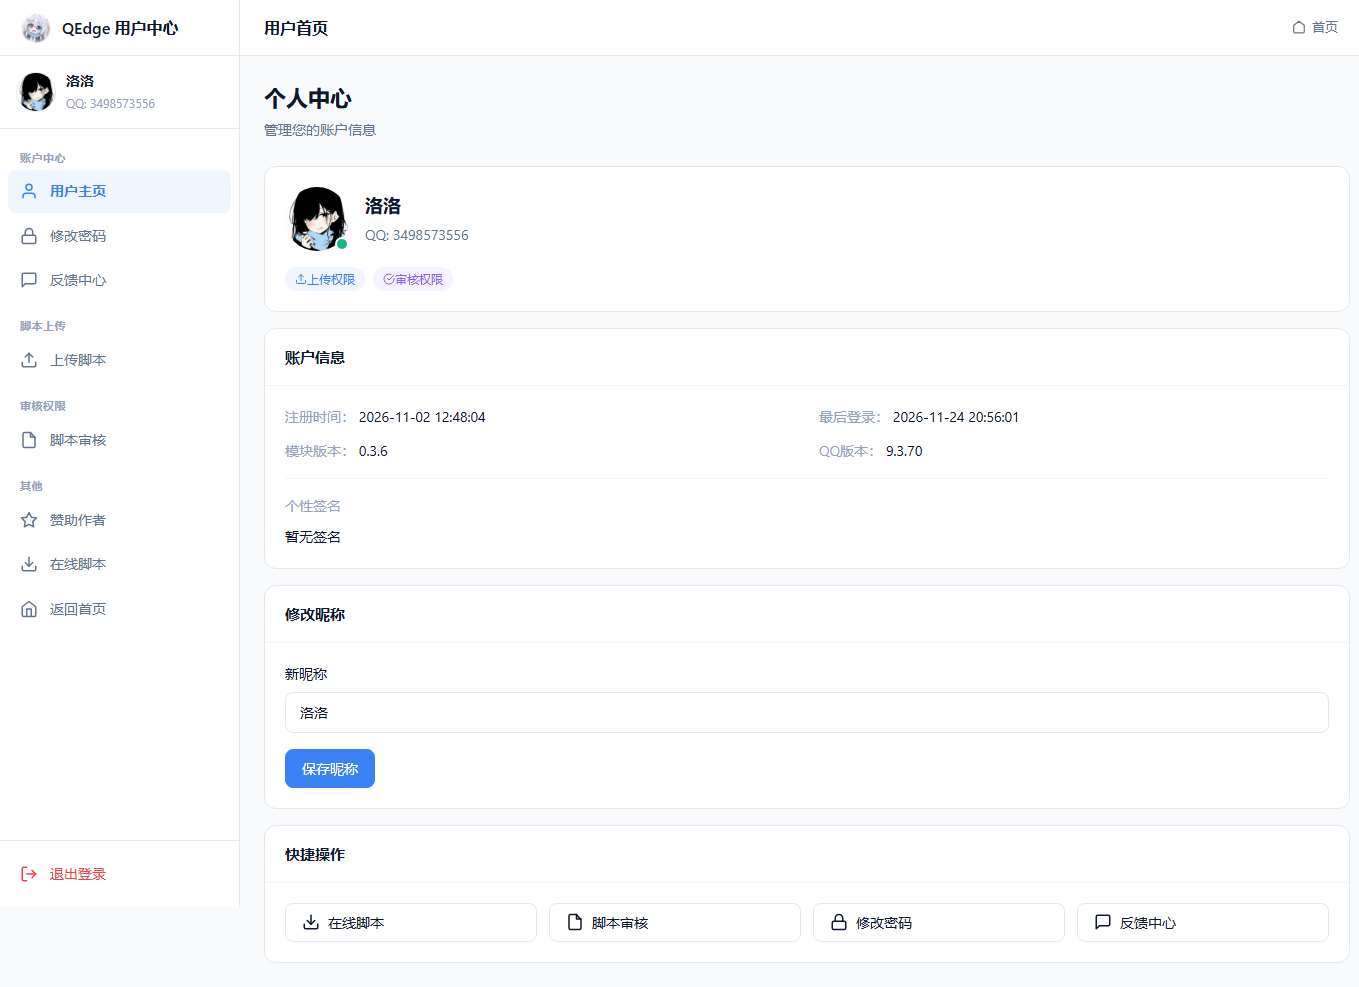 QEdge 用户中心
洛洛
QQ: 3498573556
账户中心
用户主页
修改密码
反馈中心
脚本上传
上传脚本
审核权限
脚本审核
其他
赞助作者
在线脚本
返回首页
退出登录
用户首页
首页
个人中心
管理您的账户信息
洛洛
QQ: 3498573556
上传权限 审核权限
账户信息
注册时间： 2026-11-02 12:48:04 最后登录： 2026-11-24 20:56:01
模块版本： 0.3.6 QQ版本： 9.3.70
个性签名
暂无签名
修改昵称
新昵称
洛洛
保存昵称
快捷操作
在线脚本 脚本审核 修改密码 反馈中心